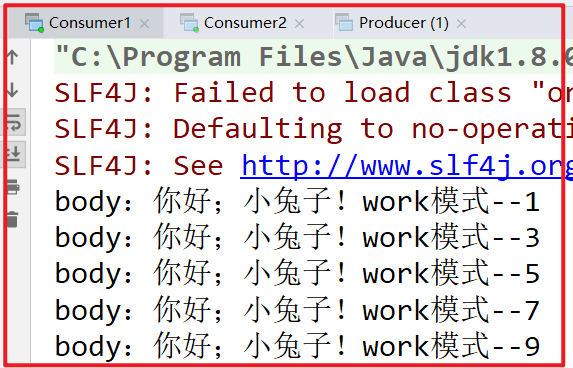 Consumer1 Consumer2 Producer (1)
"C:\Program Files\Java\jdk1.8.0
SLF4J: Failed to load class "or
SLF4J: Defaulting to no-operati
SLF4J: See http://www.slf4j.org
body：你好；小兔子！work模式--1
body：你好；小兔子！work模式--3
body：你好；小兔子！work模式--5
body：你好；小兔子！work模式--7
body：你好；小兔子！work模式--9